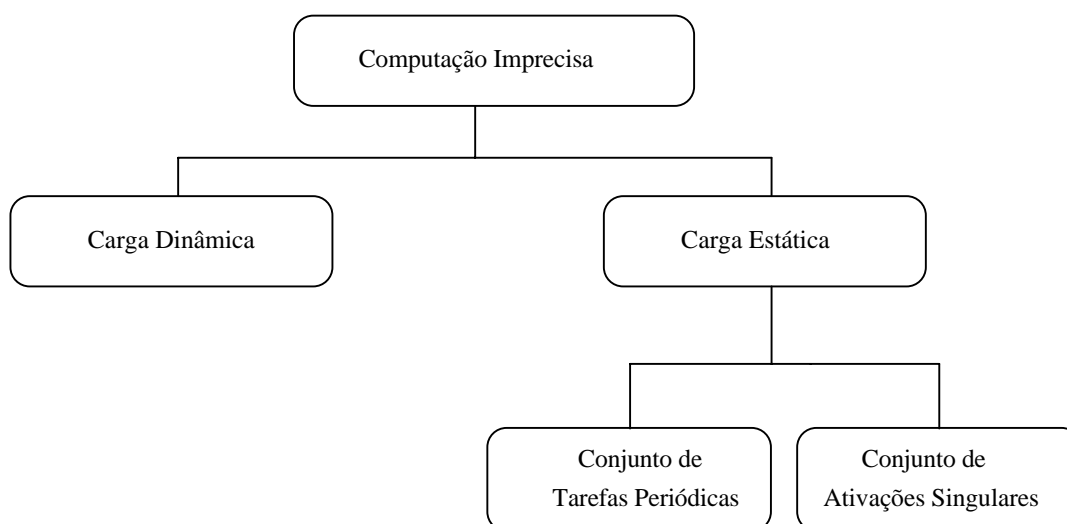 Computação Imprecisa
Carga Dinâmica
Carga Estática
Conjunto de
Tarefas Periódicas
Conjunto de
Ativações Singulares